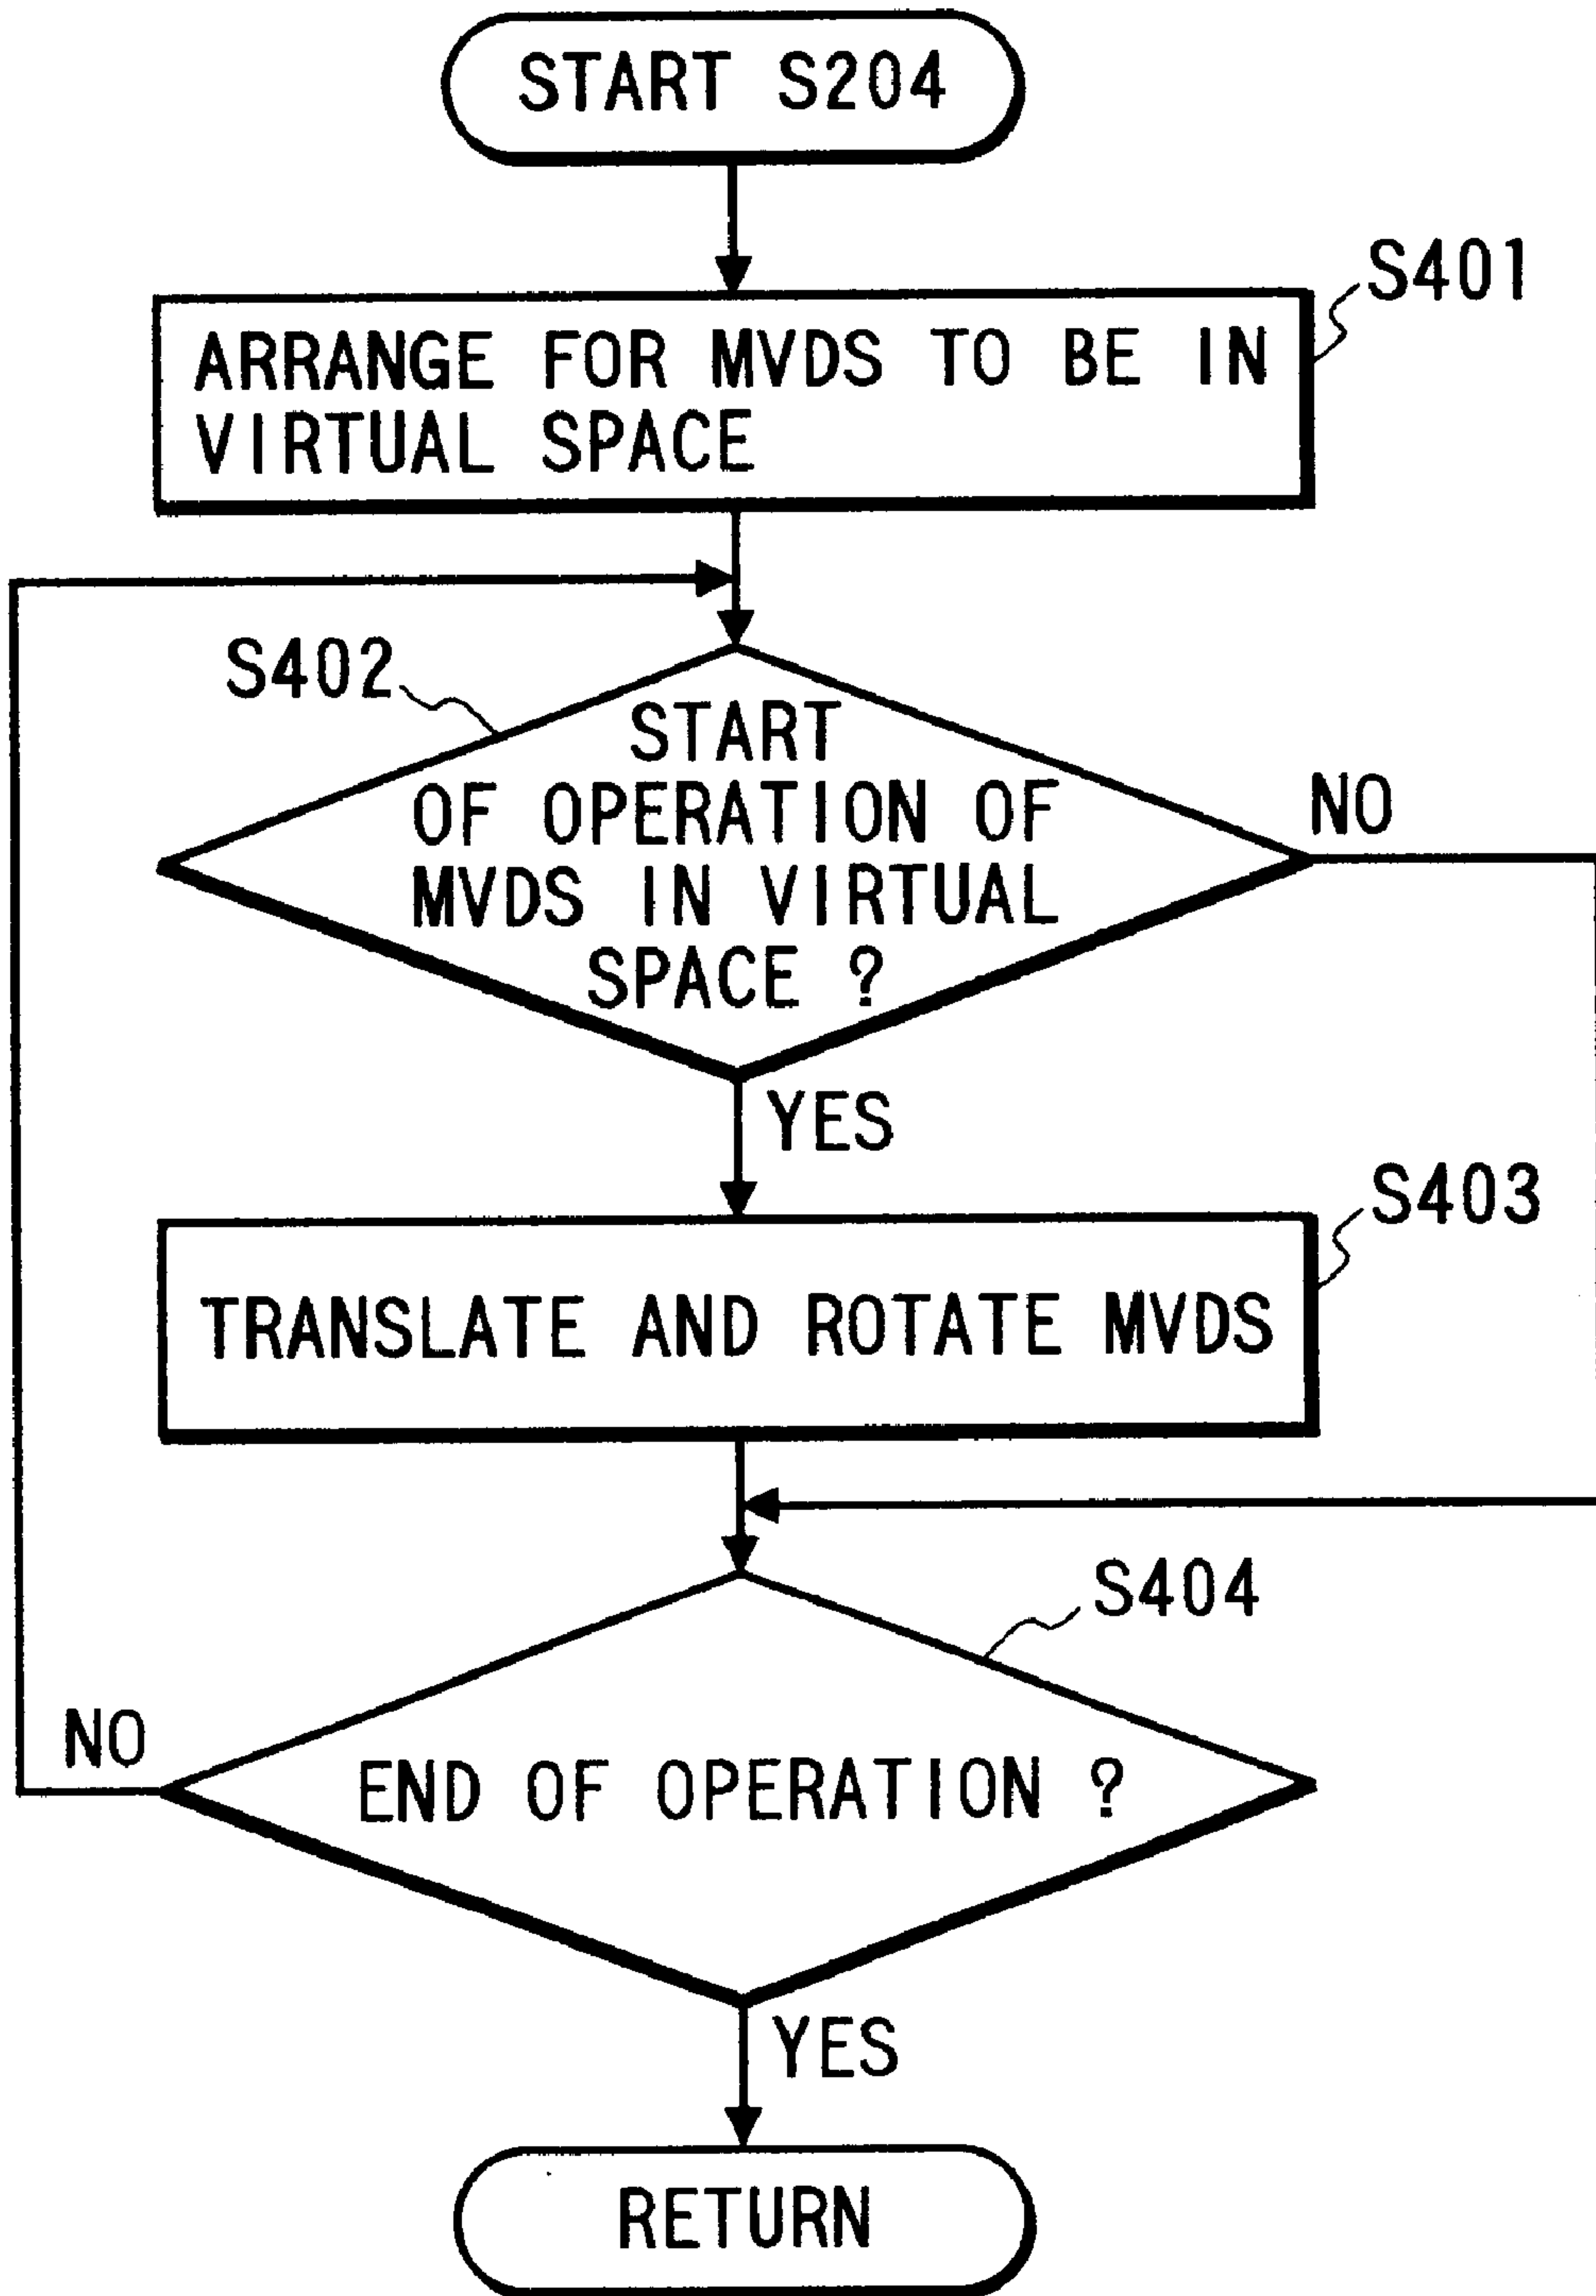 START S204
S401
ARRANGE FOR MVDS TO BE IN
VIRTUAL SPACE
S402
START
OF OPERATION OF
MVDS IN VIRTUAL
SPACE ?
NO
YES
S403
TRANSLATE AND ROTATE MVDS
S404
NO
END OF OPERATION ?
YES
RETURN